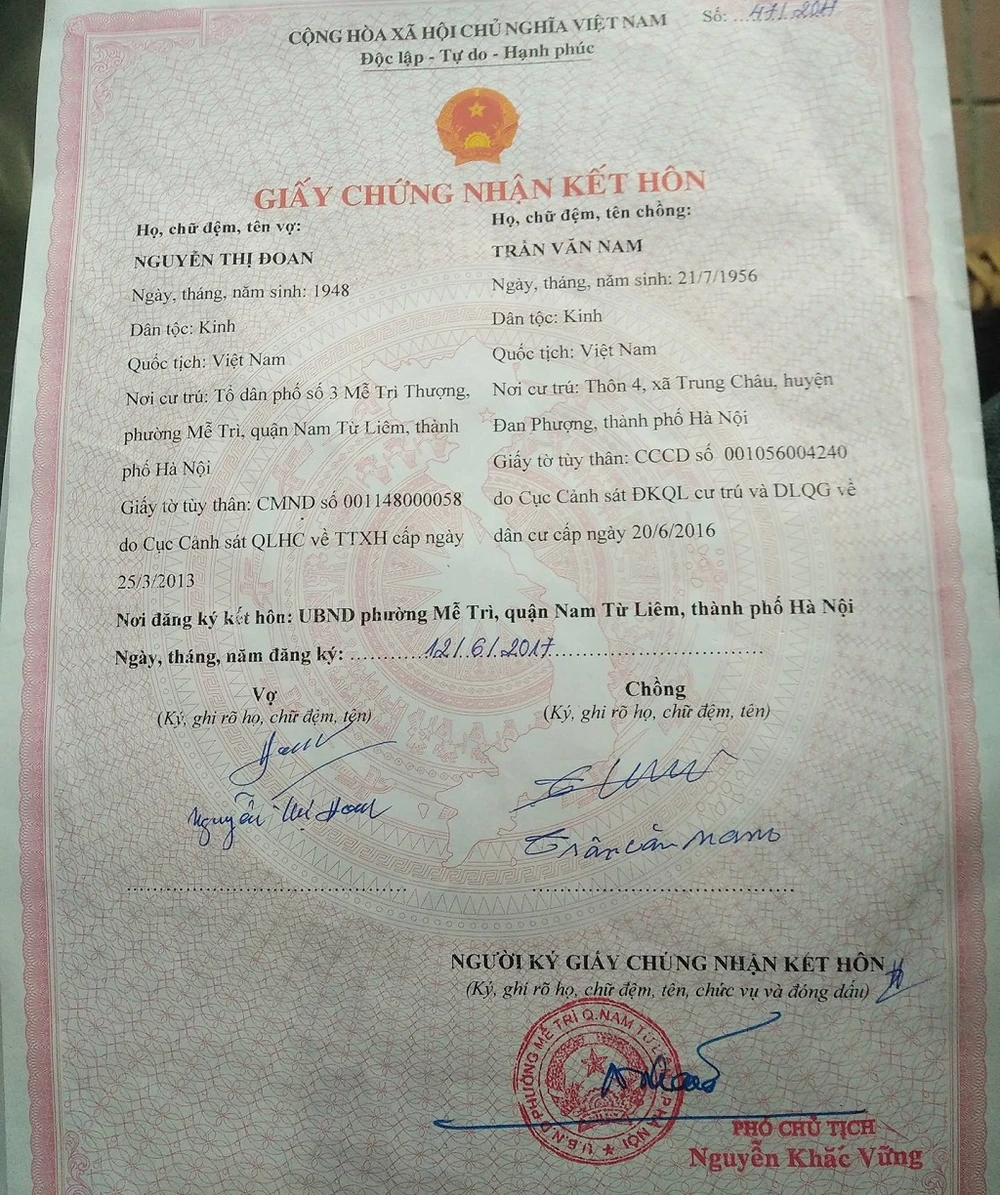 CỘNG HÒA XÃ HỘI CHỦ NGHĨA VIỆT NAM
Số: ...47/.2017
Độc lập - Tự do - Hạnh phúc
GIẤY CHỨNG NHẬN KẾT HÔN
Họ, chữ đệm, tên vợ:
NGUYỄN THỊ ĐOAN
Ngày, tháng, năm sinh: 1948
Dân tộc: Kinh
Quốc tịch: Việt Nam
Nơi cư trú: Tổ dân phố số 3 Mễ Trì Thượng,
phường Mễ Trì, quận Nam Từ Liêm, thành
phố Hà Nội
Giấy tờ tùy thân: CMND số 001148000058
do Cục Cảnh sát QLHC về TTXH cấp ngày
25/3/2013
Họ, chữ đệm, tên chồng:
TRẦN VĂN NAM
Ngày, tháng, năm sinh: 21/7/1956
Dân tộc: Kinh
Quốc tịch: Việt Nam
Nơi cư trú: Thôn 4, xã Trung Châu, huyện
Đan Phượng, thành phố Hà Nội
Giấy tờ tùy thân: CCCD số 001056004240
do Cục Cảnh sát ĐKQL cư trú và DLQG về
dân cư cấp ngày 20/6/2016
Nơi đăng ký kết hôn: UBND phường Mễ Trì, quận Nam Từ Liêm, thành phố Hà Nội
Ngày, tháng, năm đăng ký: ...12/.6/.2017...
Vợ
(Ký, ghi rõ họ, chữ đệm, tên)
Nguyễn Thị Đoan
Chồng
(Ký, ghi rõ họ, chữ đệm, tên)
Trần Văn Nam
NGƯỜI KÝ GIẤY CHỨNG NHẬN KẾT HÔN
(Ký, ghi rõ họ, chữ đệm, tên, chức vụ và đóng dấu)
U.B.N.D PHƯỜNG MỄ TRÌ Q.NAM TỪ LIÊM TP HÀ NỘI
PHÓ CHỦ TỊCH
Nguyễn Khắc Vững